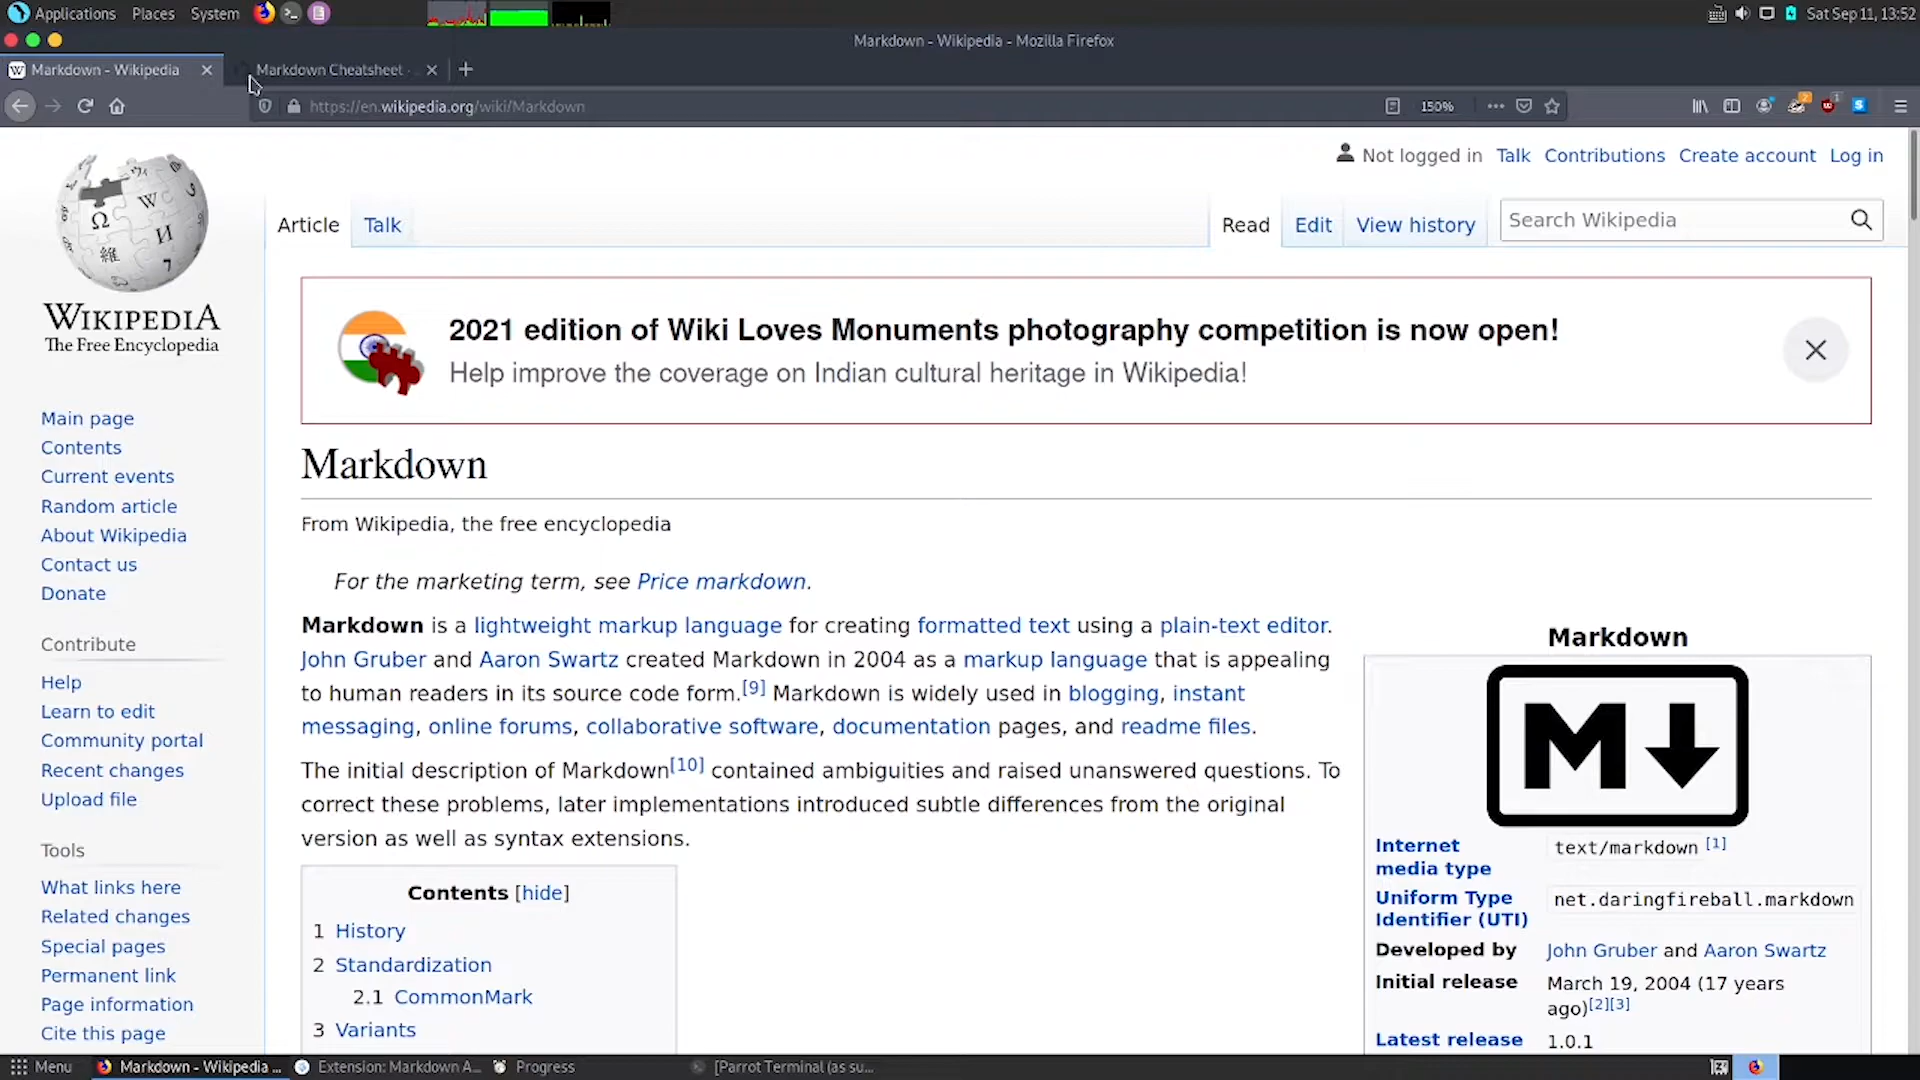 Applications Places System
Sat Sep 11, 13:52
Markdown - Wikipedia - Mozilla Firefox
Markdown - Wikipedia
Markdown Cheatsheet ·
https://en.wikipedia.org/wiki/Markdown
150%
Not logged in Talk Contributions Create account Log in
Article Talk
Read Edit View history
Search Wikipedia
WIKIPEDIA
The Free Encyclopedia
Main page
Contents
Current events
Random article
About Wikipedia
Contact us
Donate
Contribute
Help
Learn to edit
Community portal
Recent changes
Upload file
Tools
What links here
Related changes
Special pages
Permanent link
Page information
Cite this page
2021 edition of Wiki Loves Monuments photography competition is now open!
Help improve the coverage on Indian cultural heritage in Wikipedia!
Markdown
From Wikipedia, the free encyclopedia
For the marketing term, see Price markdown.
Markdown is a lightweight markup language for creating formatted text using a plain-text editor.
John Gruber and Aaron Swartz created Markdown in 2004 as a markup language that is appealing
to human readers in its source code form.[9] Markdown is widely used in blogging, instant
messaging, online forums, collaborative software, documentation pages, and readme files.
The initial description of Markdown[10] contained ambiguities and raised unanswered questions. To
correct these problems, later implementations introduced subtle differences from the original
version as well as syntax extensions.
Contents [hide]
1 History
2 Standardization
2.1 CommonMark
3 Variants
Markdown
M
Internet media type text/markdown [1]
Uniform Type Identifier (UTI) net.daringfireball.markdown
Developed by John Gruber and Aaron Swartz
Initial release March 19, 2004 (17 years
ago)[2][3]
Latest release 1.0.1
Menu
Markdown - Wikipedia ...
Extension: Markdown A...
Progress
[Parrot Terminal (as su...